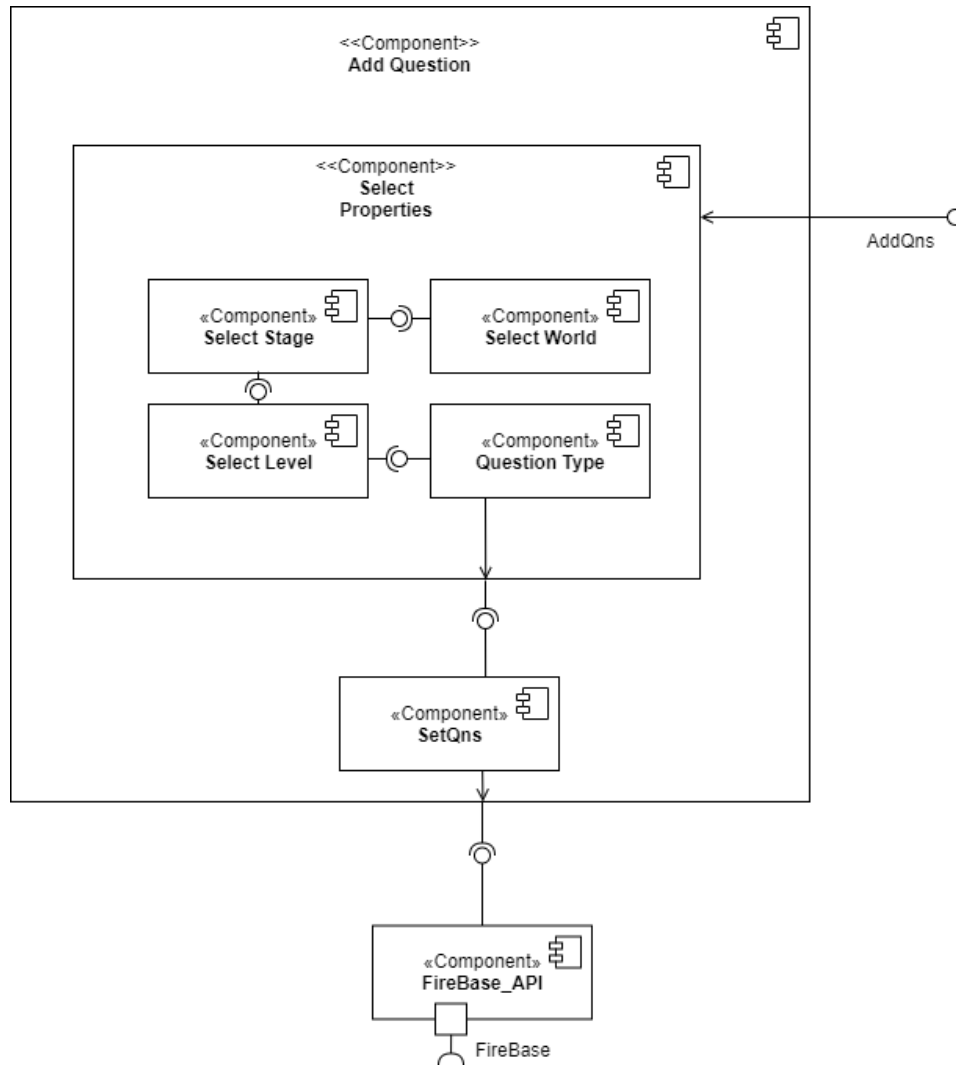 <<Component>>
Add Question
<<Component>>
Select
Properties
AddQns
«Component»
Select Stage
«Component»
Select World
«Component»
Select Level
«Component»
Question Type
«Component»
SetQns
«Component»
FireBase_API
FireBase